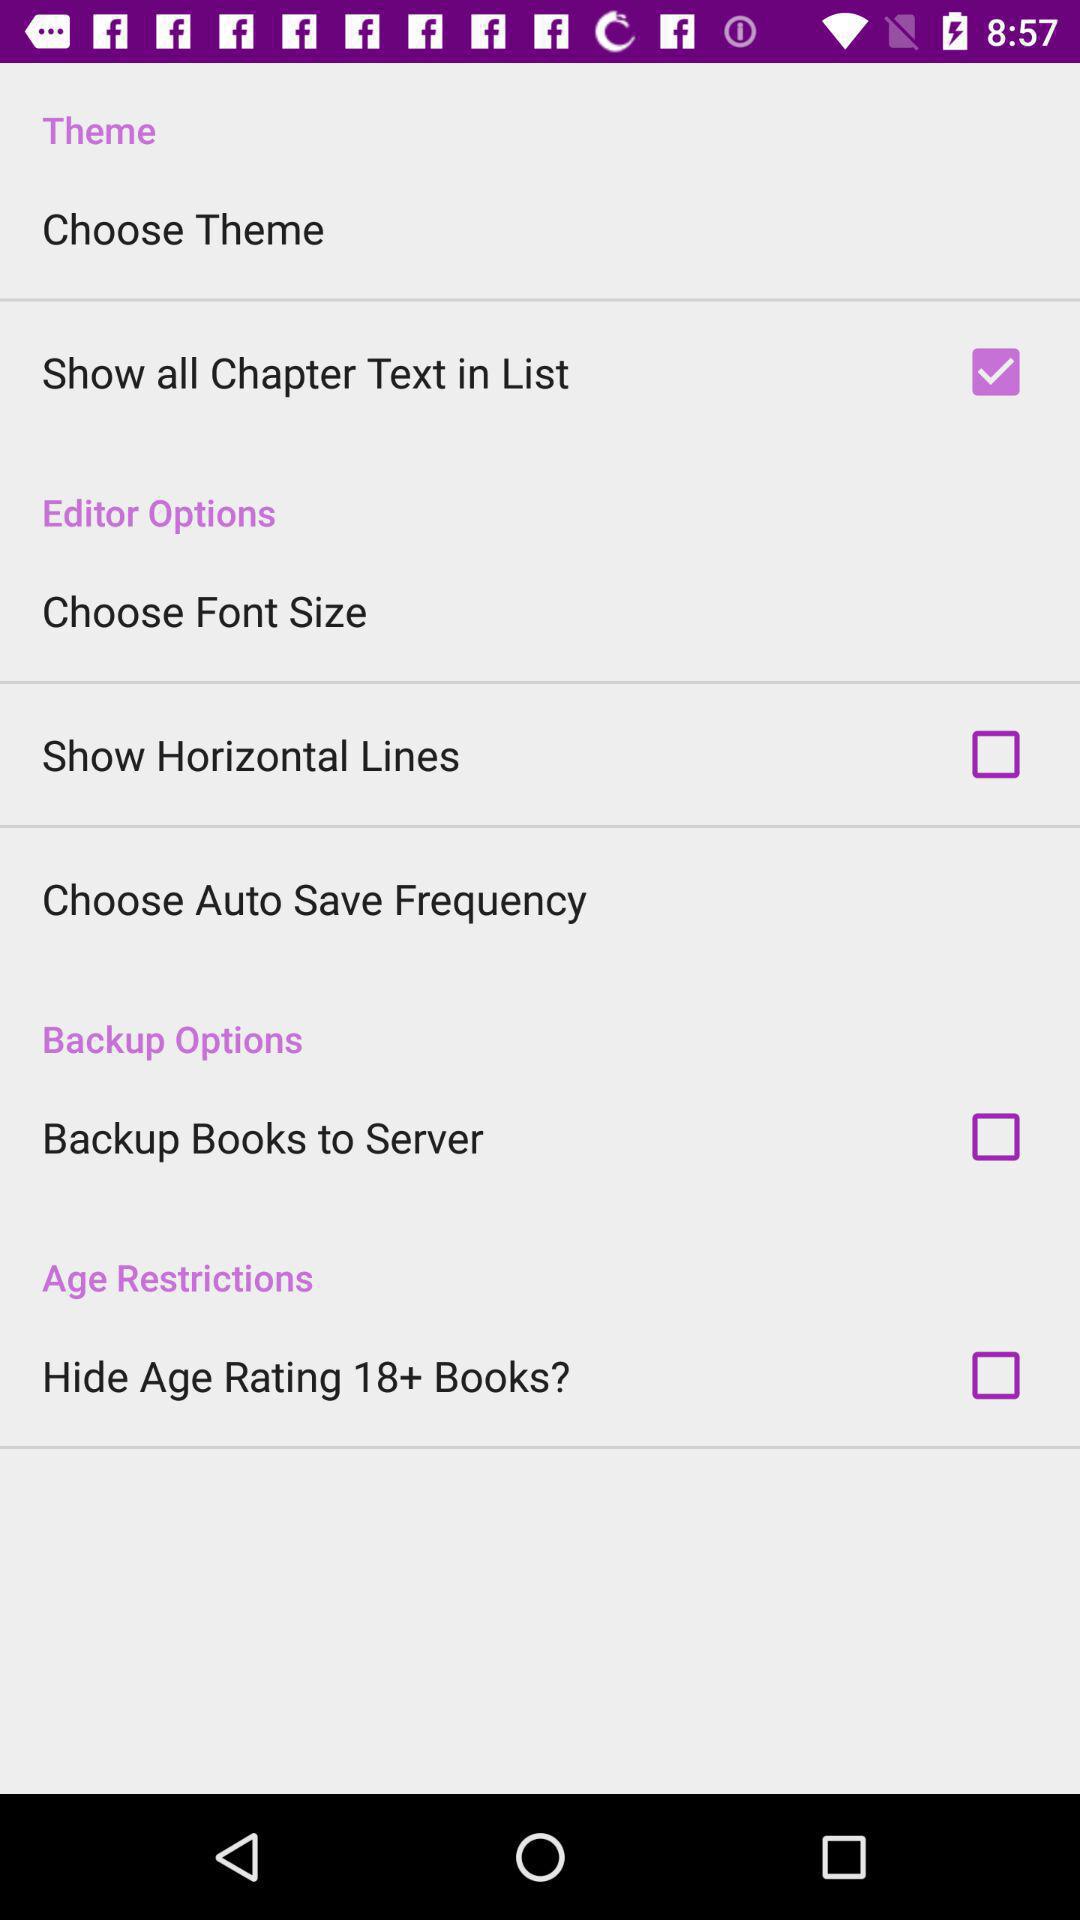 8:57
Theme
Choose Theme
Show all Chapter Text in List
Editor Options
Choose Font Size
Show Horizontal Lines
Choose Auto Save Frequency
Backup Options
Backup Books to Server
Age Restrictions
Hide Age Rating 18+ Books?